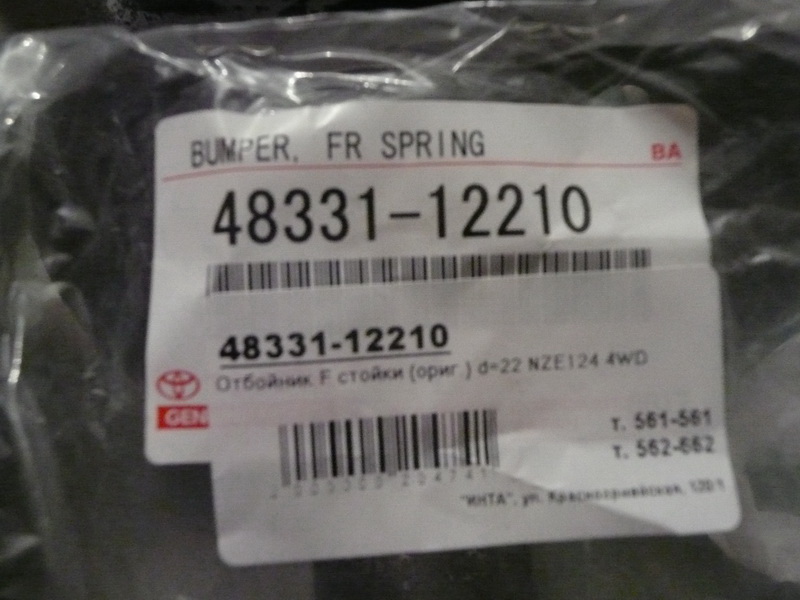 BUMPER, FR SPRING
BA
48331-12210
48331-12210
Отбойник F стойки (ориг.) d=22 NZE124 4WD
GEN
т. 561-561
т. 562-662
"ИНТА", ул.